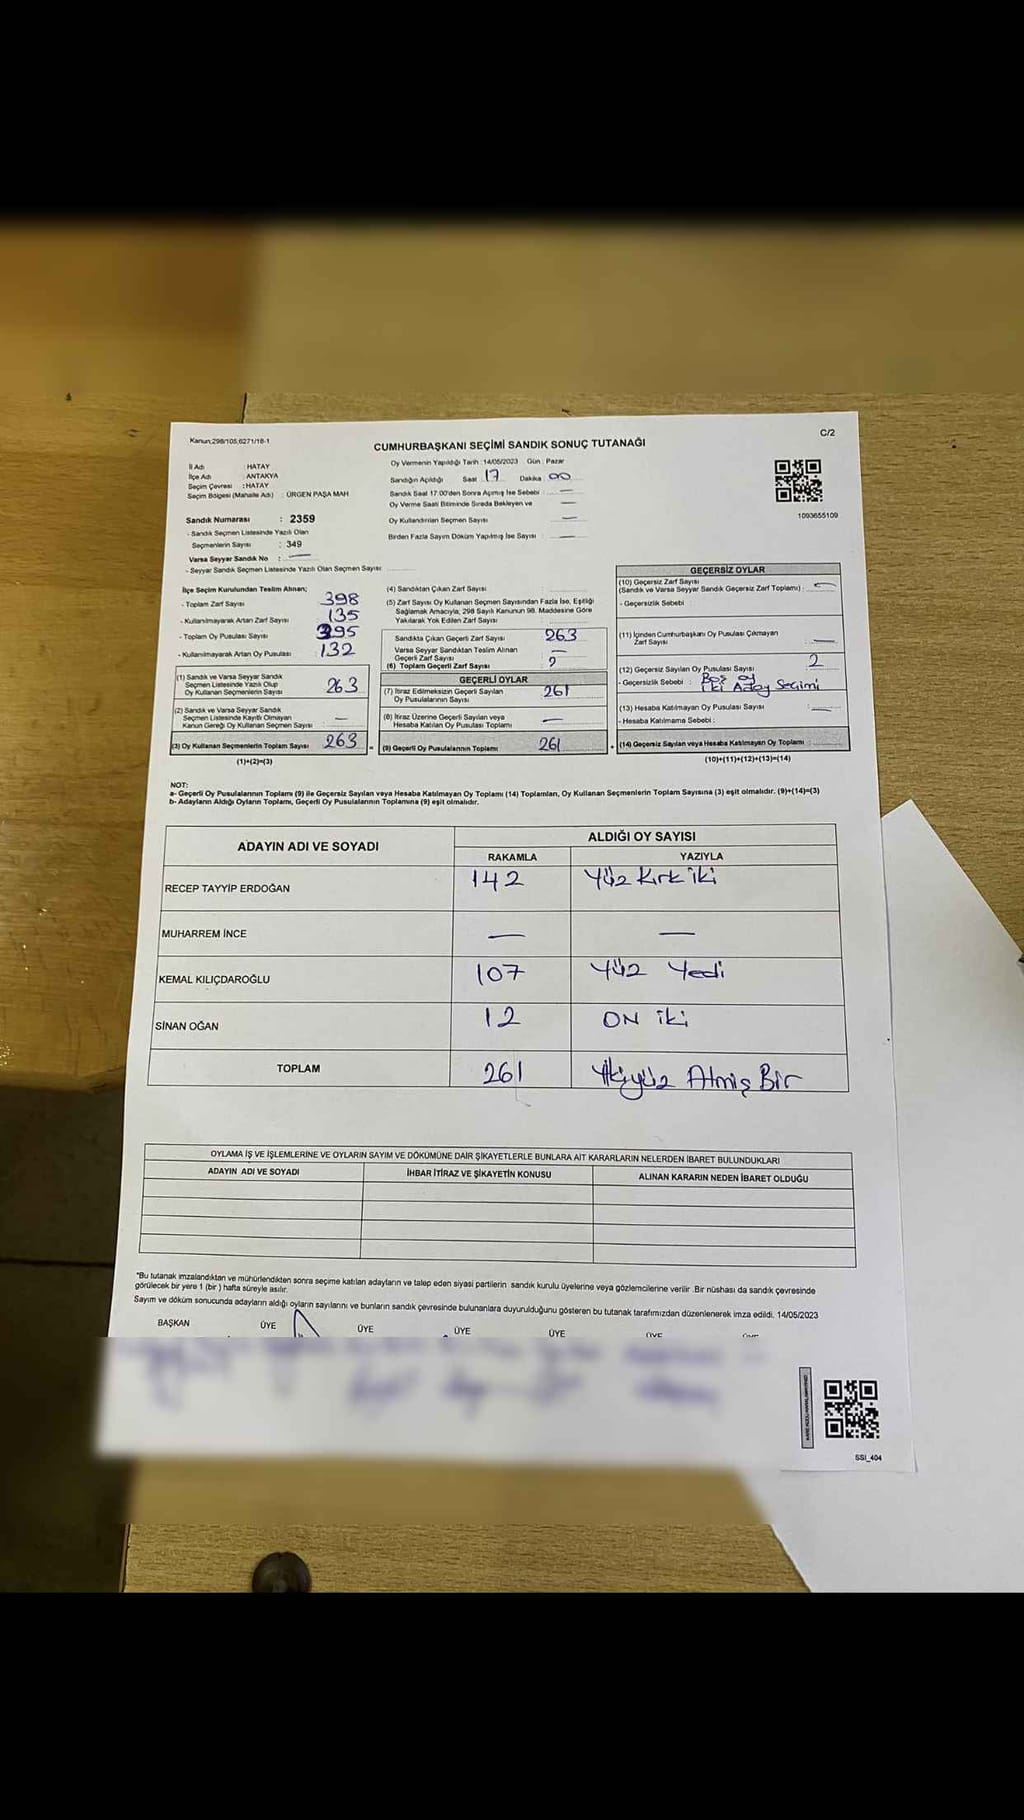 Kanun:298/105,6271/18-1
C/2
CUMHURBAŞKANI SEÇİMİ SANDIK SONUÇ TUTANAĞI
İl Adı : HATAY
İlçe Adı : ANTAKYA
Seçim Çevresi : HATAY
Seçim Bölgesi (Mahalle Adı) : ÜRGEN PAŞA MAH
Sandık Numarası : 2359
- Sandık Seçmen Listesinde Yazılı Olan
Seçmenlerin Sayısı : 349
Varsa Seyyar Sandık No : —
- Seyyar Sandık Seçmen Listesinde Yazılı Olan Seçmen Sayısı
Oy Vermenin Yapıldığı Tarih : 14/05/2023 Gün : Pazar
Sandığın Açıldığı Saat : 17 Dakika : 00
Sandık Saat 17:00'den Sonra Açılmış İse Sebebi : —
Oy Verme Saati Bitiminde Sırada Bekleyen ve —
Oy Kullandırılan Seçmen Sayısı —
Birden Fazla Sayım Döküm Yapılmış İse Sayısı —
1093655109
İlçe Seçim Kurulundan Teslim Alınan;
- Toplam Zarf Sayısı 398
- Kullanılmayarak Artan Zarf Sayısı 135
- Toplam Oy Pusulası Sayısı 395
- Kullanılmayarak Artan Oy Pusulası : 132
(1) Sandık ve Varsa Seyyar Sandık
Seçmen Listesinde Yazılı Olup
Oy Kullanan Seçmenlerin Sayısı 263
(2) Sandık ve Varsa Seyyar Sandık
Seçmen Listesinde Kayıtlı Olmayan
Kanun Gereği Oy Kullanan Seçmen Sayısı : —
(3) Oy Kullanan Seçmenlerin Toplam Sayısı 263
(1)+(2)=(3)
(4) Sandıktan Çıkan Zarf Sayısı
(5) Zarf Sayısı Oy Kullanan Seçmen Sayısından Fazla İse, Eşitliği
Sağlamak Amacıyla, 298 Sayılı Kanunun 98. Maddesine Göre
Yakılarak Yok Edilen Zarf Sayısı
Sandıkta Çıkan Geçerli Zarf Sayısı 263
Varsa Seyyar Sandıktan Teslim Alınan
Geçerli Zarf Sayısı —
(6) Toplam Geçerli Zarf Sayısı
GEÇERLİ OYLAR
(7) İtiraz Edilmeksizin Geçerli Sayılan
Oy Pusulalarının Sayısı 261
(8) İtiraz Üzerine Geçerli Sayılan veya
Hesaba Katılan Oy Pusulası Toplamı —
(9) Geçerli Oy Pusulalarının Toplamı 261
GEÇERSİZ OYLAR
(10) Geçersiz Zarf Sayısı
(Sandık ve Varsa Seyyar Sandık Geçersiz Zarf Toplamı) : —
- Geçersizlik Sebebi
(11) İçinden Cumhurbaşkanı Oy Pusulası Çıkmayan
Zarf Sayısı —
(12) Geçersiz Sayılan Oy Pusulası Sayısı 2
- Geçersizlik Sebebi : Boş oy
İki Aday Seçimi
(13) Hesaba Katılmayan Oy Pusulası Sayısı : —
- Hesaba Katılmama Sebebi :
(14) Geçersiz Sayılan veya Hesaba Katılmayan Oy Toplamı :
(10)+(11)+(12)+(13)=(14)
NOT:
a- Geçerli Oy Pusulalarının Toplamı (9) ile Geçersiz Sayılan veya Hesaba Katılmayan Oy Toplamı (14) Toplamları, Oy Kullanan Seçmenlerin Toplam Sayısına (3) eşit olmalıdır. (9)+(14)=(3)
b- Adayların Aldığı Oyların Toplamı, Geçerli Oy Pusulalarının Toplamına (9) eşit olmalıdır.
ADAYIN ADI VE SOYADI
ALDIĞI OY SAYISI
RAKAMLA YAZIYLA
RECEP TAYYİP ERDOĞAN 142 Yüz Kırk iki
MUHARREM İNCE — —
KEMAL KILIÇDAROĞLU 107 Yüz Yedi
SİNAN OĞAN 12 ON iki
TOPLAM 261 İkiyüz Atmış Bir
OYLAMA İŞ VE İŞLEMLERİNE VE OYLARIN SAYIM VE DÖKÜMÜNE DAİR ŞİKAYETLERLE BUNLARA AİT KARARLARIN NELERDEN İBARET BULUNDUKLARI
ADAYIN ADI VE SOYADI İHBAR İTİRAZ VE ŞİKAYETİN KONUSU ALINAN KARARIN NEDEN İBARET OLDUĞU
"Bu tutanak imzalandıktan ve mühürlendikten sonra seçime katılan adayların ve talep eden siyasi partilerin sandık kurulu üyelerine veya gözlemcilerine verilir .Bir nüshası da sandık çevresinde
görülecek bir yere 1 (bir ) hafta süreyle asılır.
Sayım ve döküm sonucunda adayların aldığı oyların sayılarını ve bunların sandık çevresinde bulunanlara duyurulduğunu gösteren bu tutanak tarafımızdan düzenlenerek imza edildi. 14/05/2023
BAŞKAN ÜYE ÜYE ÜYE ÜYE ÜYE
SSI_404